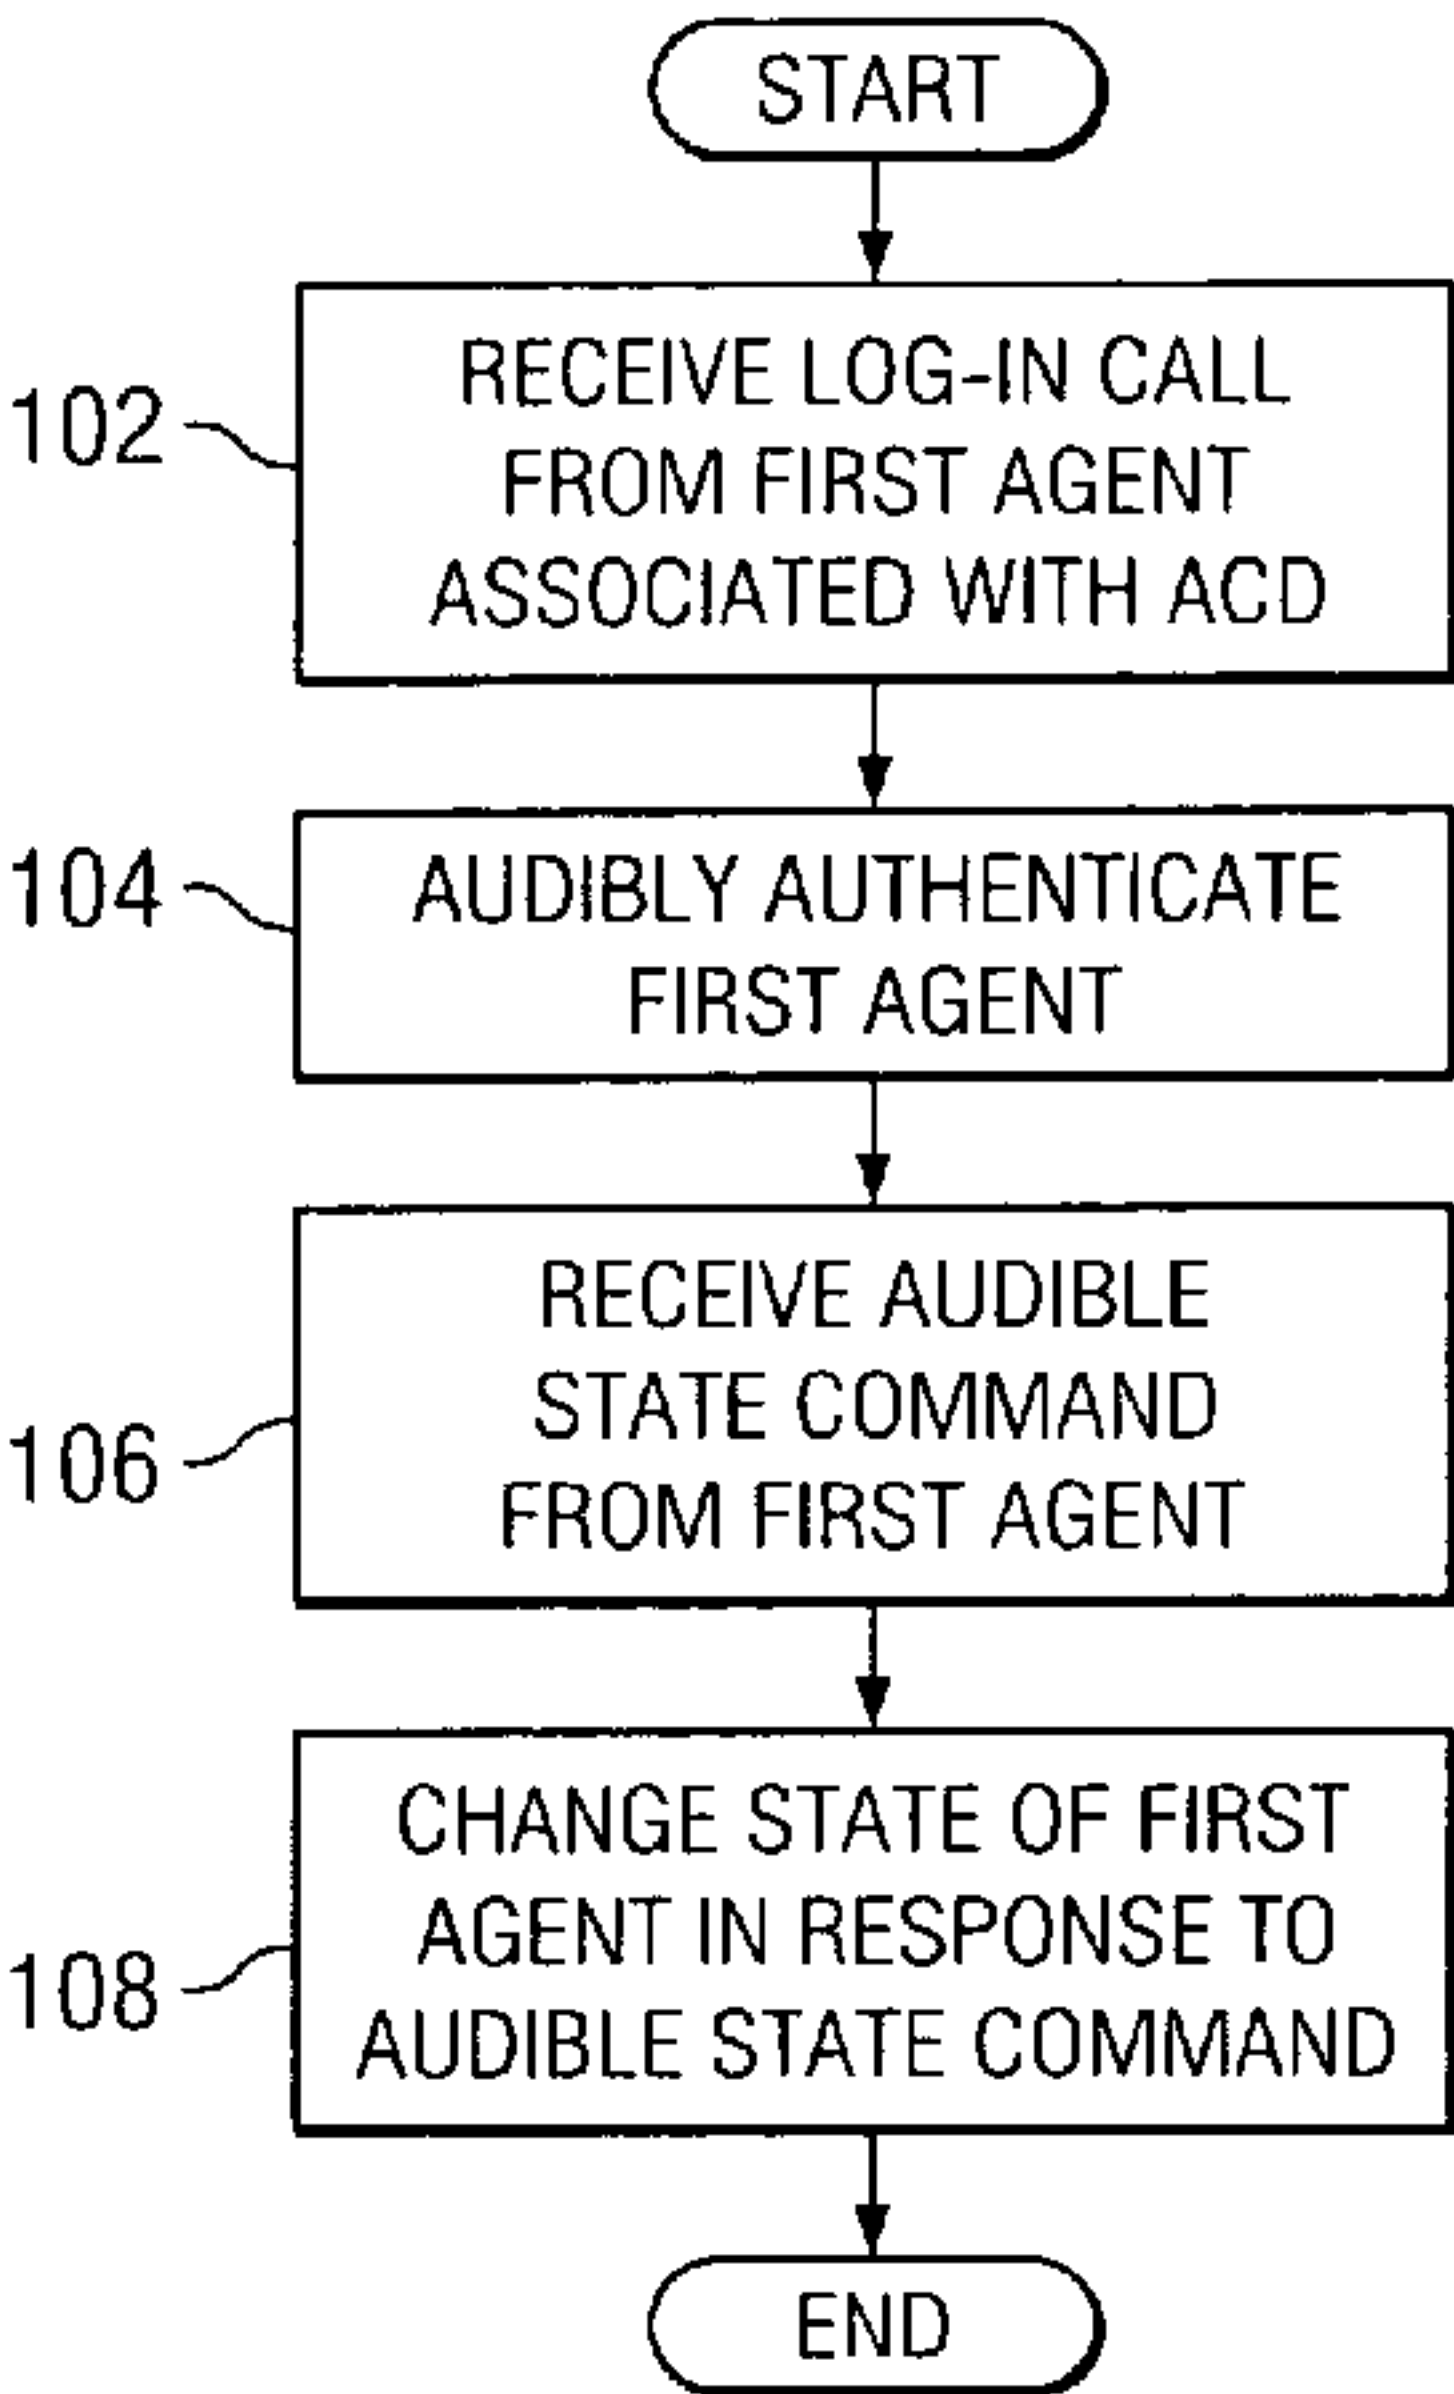 START
102
RECEIVE LOG-IN CALL
FROM FIRST AGENT
ASSOCIATED WITH ACD
104
AUDIBLY AUTHENTICATE
FIRST AGENT
106
RECEIVE AUDIBLE
STATE COMMAND
FROM FIRST AGENT
108
CHANGE STATE OF FIRST
AGENT IN RESPONSE TO
AUDIBLE STATE COMMAND
END